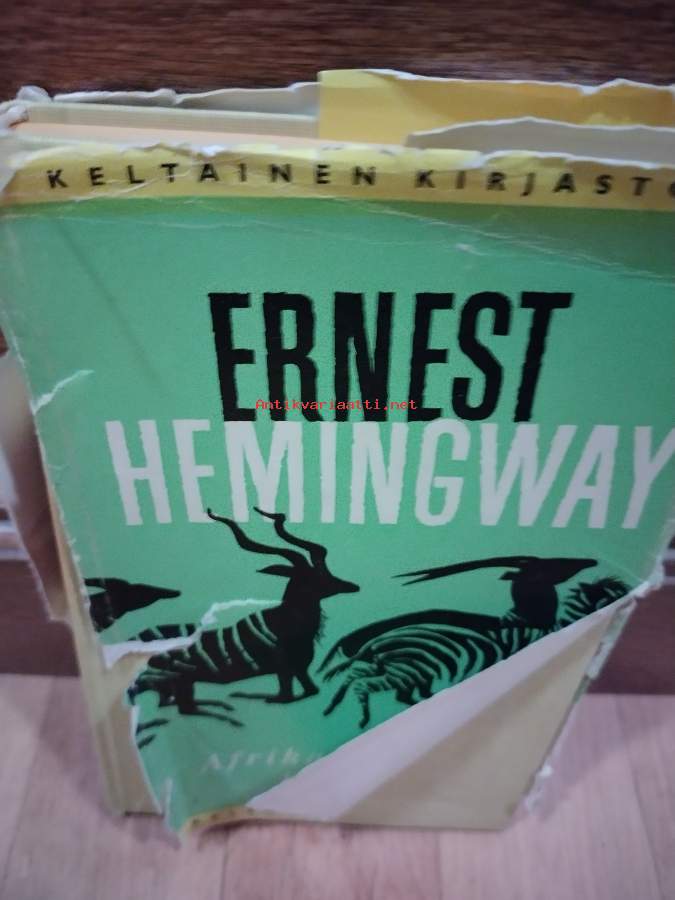 KELTAINEN KIRJASTO
ERNEST
Antikvariaatti.net
HEMINGWAY